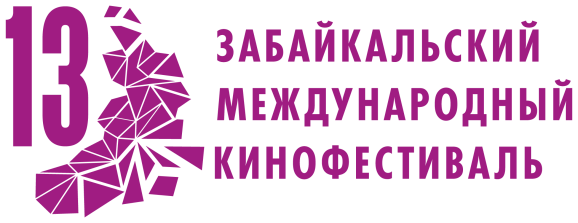 13
ЗАБАЙКАЛЬСКИЙ
МЕЖДУНАРОДНЫЙ
КИНОФЕСТИВАЛЬ